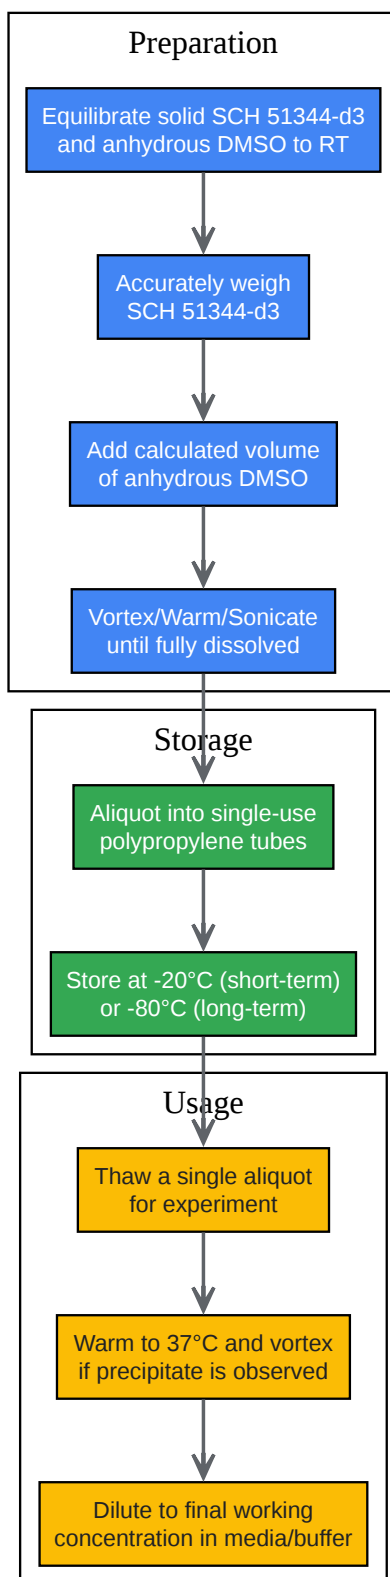 Preparation
Equilibrate solid SCH 51344-d3
and anhydrous DMSO to RT
Accurately weigh
SCH 51344-d3
Add calculated volume
of anhydrous DMSO
Vortex/Warm/Sonicate
until fully dissolved
Storage
Aliquot into single-use
polypropylene tubes
Store at -20°C (short-term)
or -80°C (long-term)
Usage
Thaw a single aliquot
for experiment
Warm to 37°C and vortex
if precipitate is observed
Dilute to final working
concentration in media/buffer